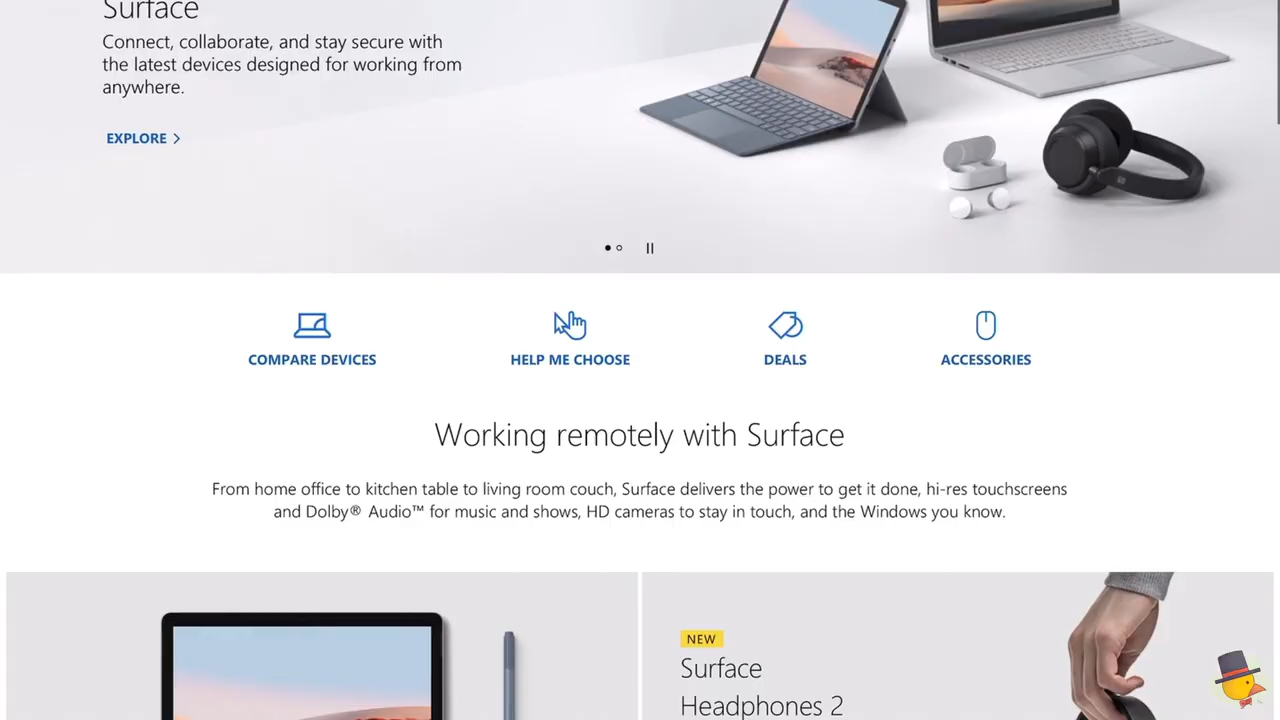 Surface
Connect, collaborate, and stay secure with
the latest devices designed for working from
anywhere.
EXPLORE
COMPARE DEVICES
HELP ME CHOOSE
DEALS
ACCESSORIES
Working remotely with Surface
From home office to kitchen table to living room couch, Surface delivers the power to get it done, hi-res touchscreens
and Dolby® Audio™ for music and shows, HD cameras to stay in touch, and the Windows you know.
NEW
Surface
Headphones 2